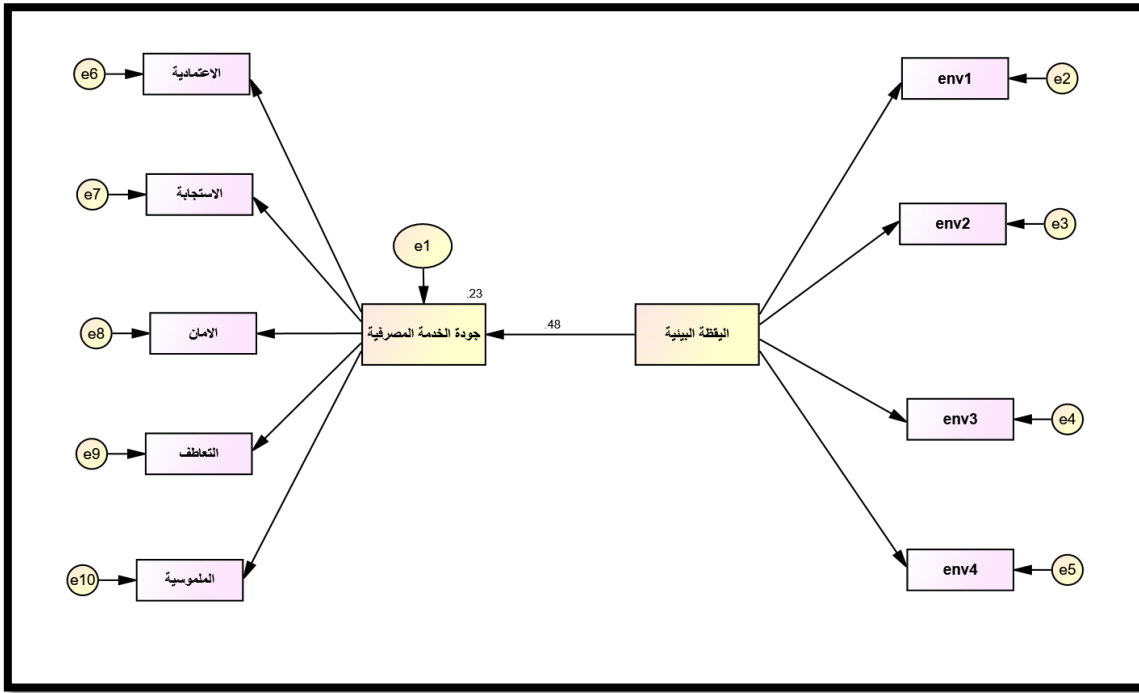 e6
الاعتمادية
env1
e2
e7
الاستجابة
env2
e3
e1
.23
جودة الخدمة المصرفية
.48
اليقظة البيئية
e8
الامان
e9
التعاطف
env3
e4
e10
الملموسية
env4
e5